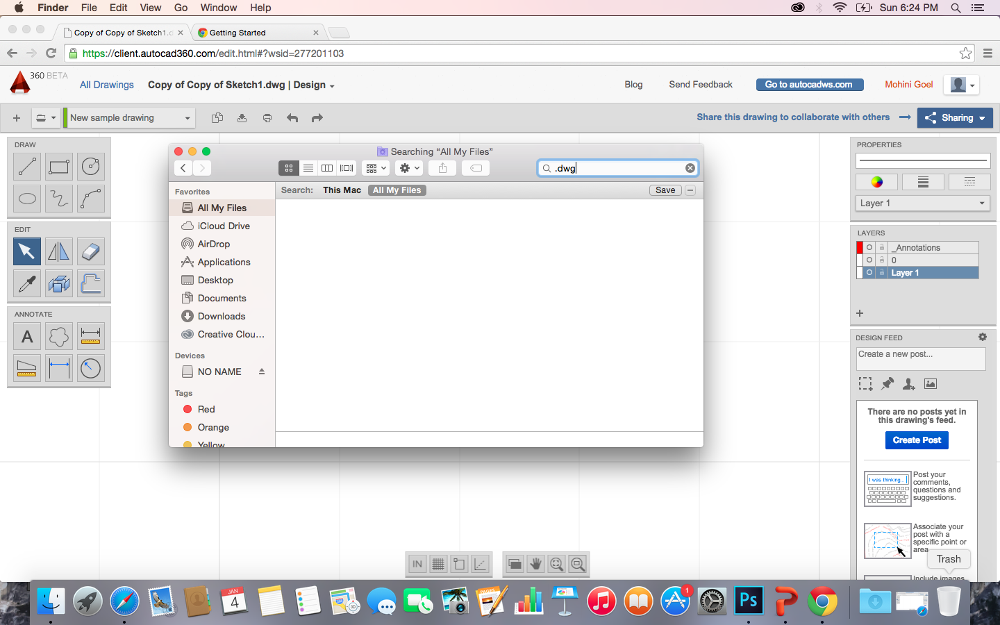 Finder File Edit View Go Window Help Sun 6:24 PM
Copy of Copy of Sketch1.d Getting Started
https://client.autocad360.com/edit.html#?wsid=277201103
360 BETA
All Drawings Copy of Copy of Sketch1.dwg | Design Blog Send Feedback Go to autocadws.com Mohini Goel
New sample drawing Share this drawing to collaborate with others Sharing
DRAW
EDIT
ANNOTATE
A
Searching “All My Files”
.dwg
Search: This Mac All My Files Save
Favorites
All My Files
iCloud Drive
AirDrop
Applications
Desktop
Documents
Downloads
Creative Clou...
Devices
NO NAME
Tags
Red
Orange
Yellow
PROPERTIES
Layer 1
LAYERS
_Annotations
0
Layer 1
DESIGN FEED
Create a new post...
There are no posts yet in
this drawing's feed.
Create Post
I was thinking...
Post your
comments,
questions and
suggestions.
Associate your
post with a
specific point or
area
Include images
Trash
IN
JAN
4
PAGES
3D
1
Ps